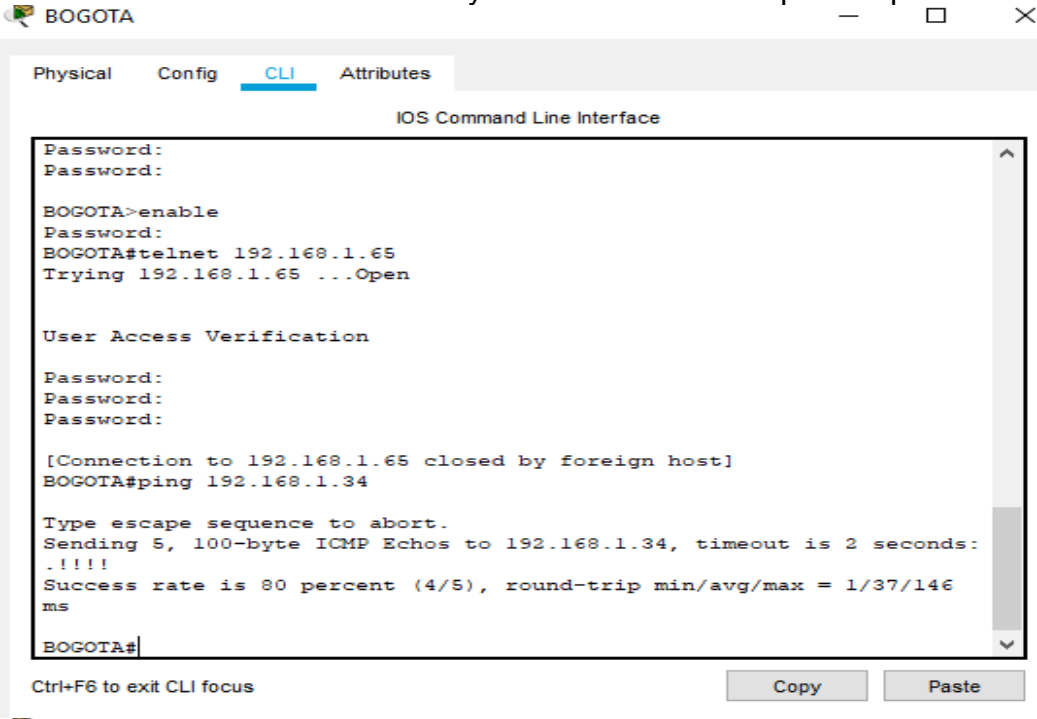 BOGOTA
Physical Config CLI Attributes
IOS Command Line Interface
Password:
Password:
BOGOTA>enable
Password:
BOGOTA#telnet 192.168.1.65
Trying 192.168.1.65 ...Open
User Access Verification
Password:
Password:
Password:
[Connection to 192.168.1.65 closed by foreign host]
BOGOTA#ping 192.168.1.34
Type escape sequence to abort.
Sending 5, 100-byte ICMP Echos to 192.168.1.34, timeout is 2 seconds:
.!!!!
Success rate is 80 percent (4/5), round-trip min/avg/max = 1/37/146
ms
BOGOTA#
Ctrl+F6 to exit CLI focus
Copy Paste